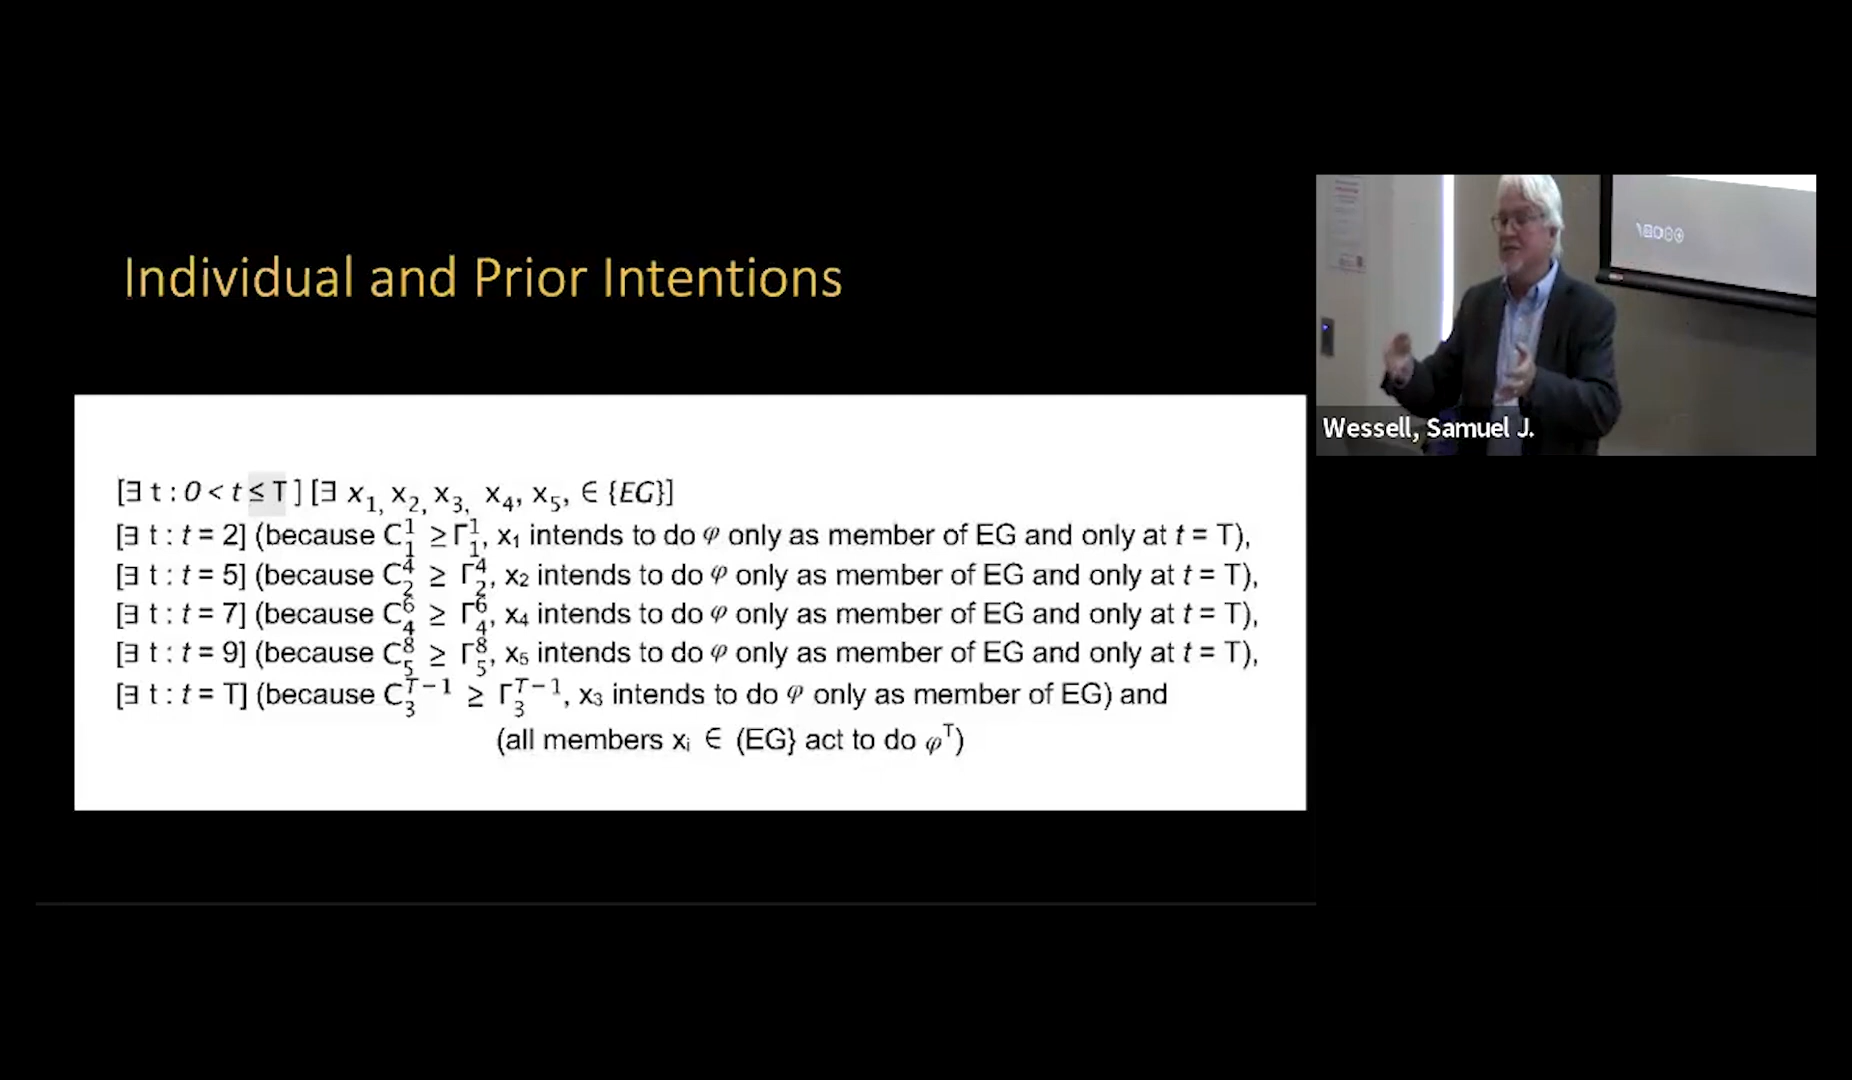 Individual and Prior Intentions
[∃ t : 0 < t ≤ T ] [∃ x₁, x₂, x₃, x₄, x₅, ∈ {EG}]
[∃ t : t = 2] (because C₁¹ ≥ Γ₁¹, x₁ intends to do φ only as member of EG and only at t = T),
[∃ t : t = 5] (because C₂⁴ ≥ Γ₂⁴, x₂ intends to do φ only as member of EG and only at t = T),
[∃ t : t = 7] (because C₄⁶ ≥ Γ₄⁶, x₄ intends to do φ only as member of EG and only at t = T),
[∃ t : t = 9] (because C₅⁸ ≥ Γ₅⁸, x₅ intends to do φ only as member of EG and only at t = T),
[∃ t : t = T] (because C₃ᵀ⁻¹ ≥ Γ₃ᵀ⁻¹, x₃ intends to do φ only as member of EG) and
(all members xᵢ ∈ (EG} act to do φᵀ)
Wessell, Samuel J.